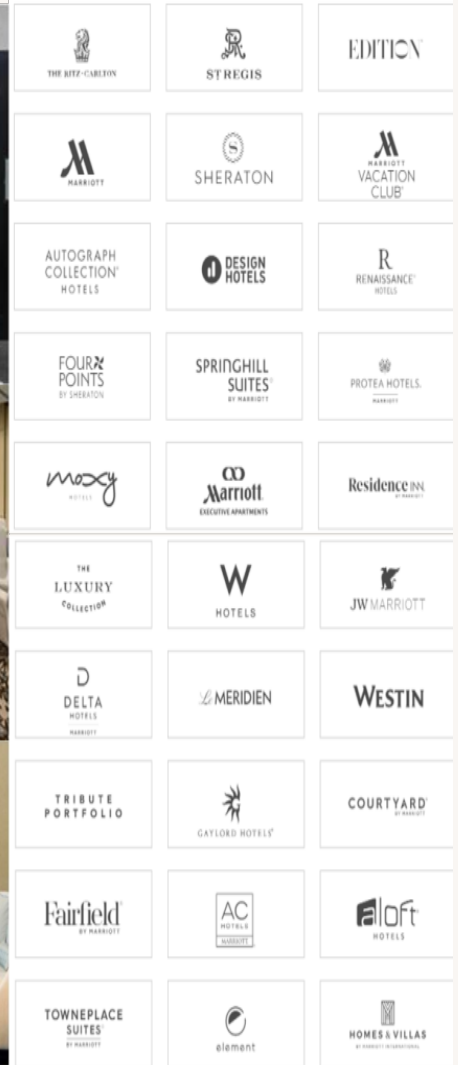 THE RITZ-CARLTON
ST REGIS
EDITION
MARRIOTT
S
SHERATON
MARRIOTT
VACATION
CLUB®
AUTOGRAPH
COLLECTION®
HOTELS
DESIGN
HOTELS
R
RENAISSANCE®
HOTELS
FOUR
POINTS
BY SHERATON
SPRINGHILL
SUITES®
BY MARRIOTT
PROTEA HOTELS.
MARRIOTT
moxy
HOTELS
Marriott
EXECUTIVE APARTMENTS
Residence INN.
BY MARRIOTT
THE
LUXURY
COLLECTION
W
HOTELS
JW MARRIOTT
D
DELTA
HOTELS
MARRIOTT
Le MERIDIEN
WESTIN
TRIBUTE
PORTFOLIO
G
GAYLORD HOTELS®
COURTYARD®
BY MARRIOTT
Fairfield®
BY MARRIOTT
AC
HOTELS
MARRIOTT
aloft
HOTELS
TOWNEPLACE
SUITES®
BY MARRIOTT
element
HOMES & VILLAS
BY MARRIOTT INTERNATIONAL